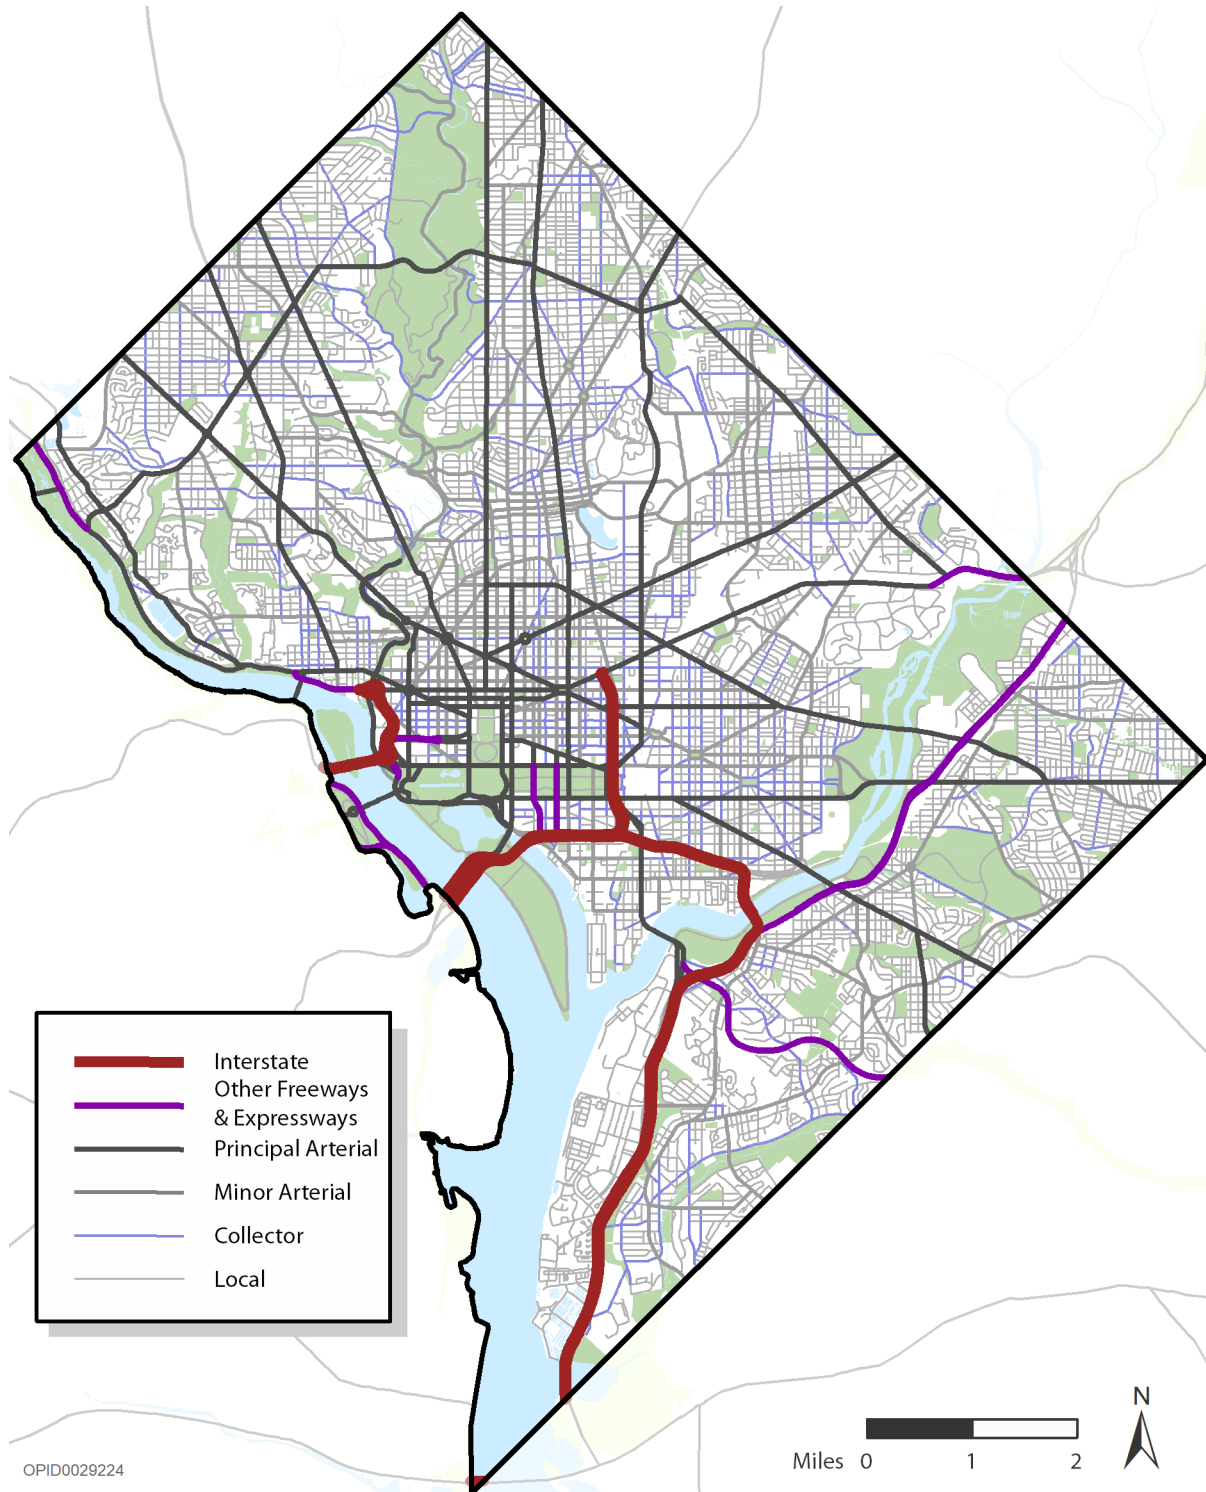 Interstate
Other Freeways
& Expressways
Principal Arterial
Minor Arterial
Collector
Local
N
Miles 0 1 2
OPID0029224